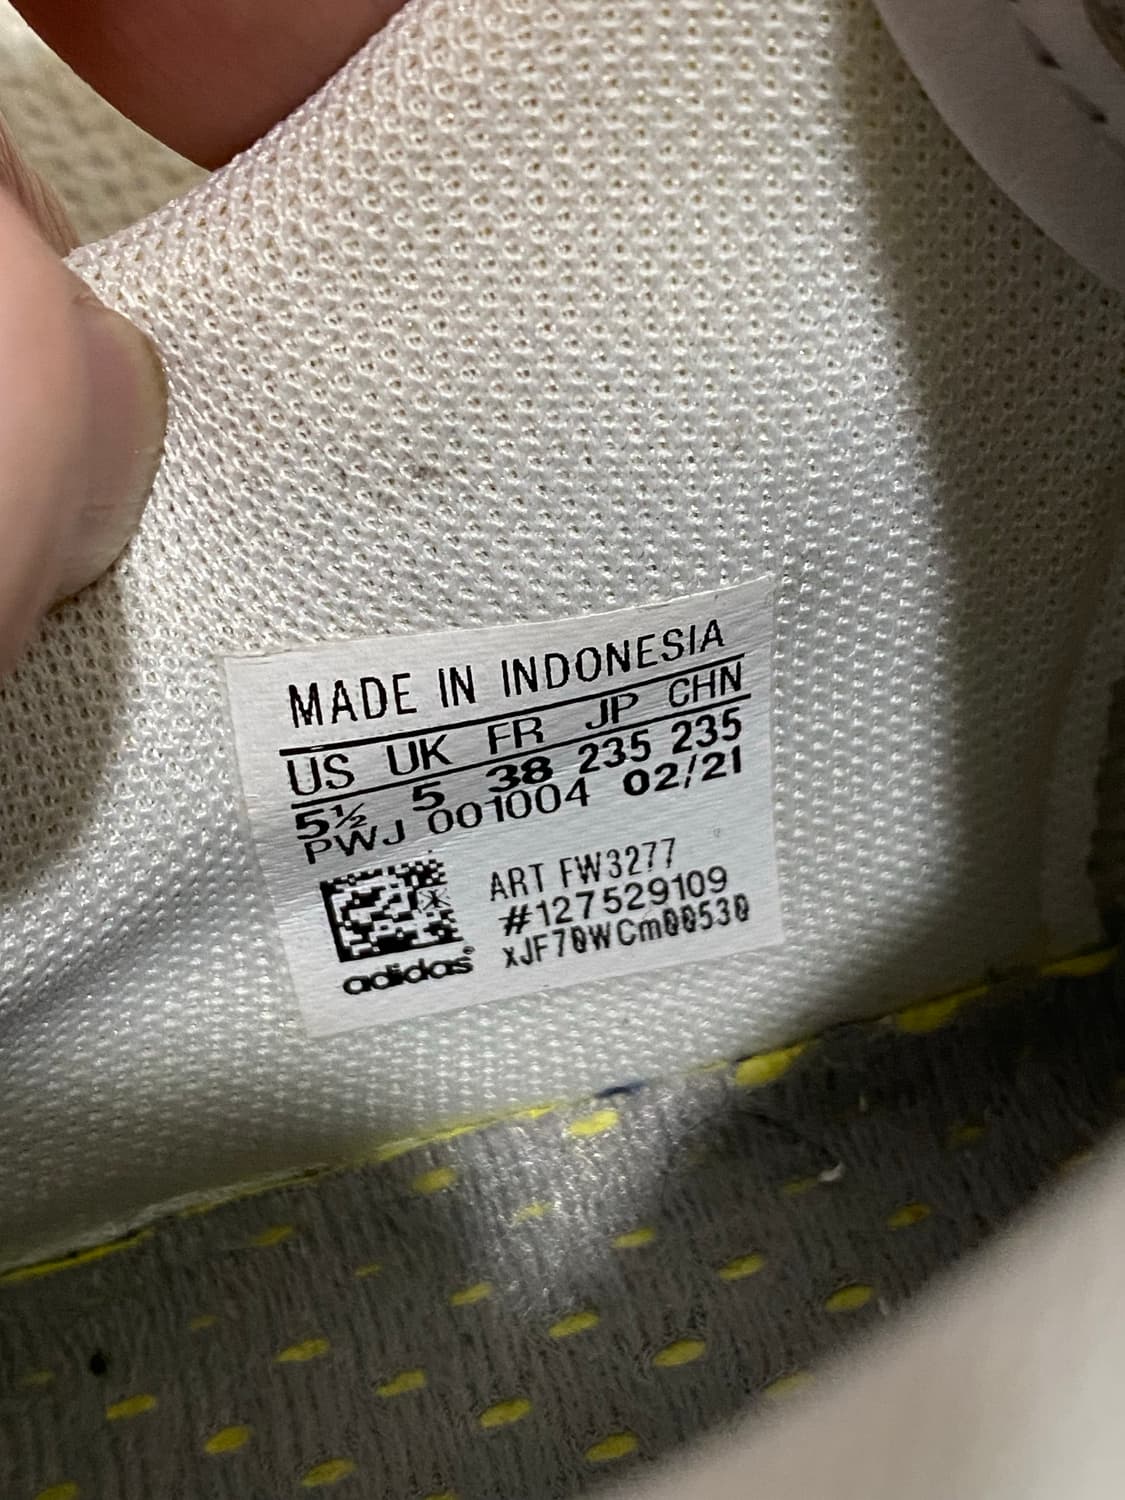 MADE IN INDONESIA
US UK FR JP CHN
5½ 5 38 235 235
PWJ 001004 02/21
ART FW3277
#127529109
xJF70WCm00530
adidas